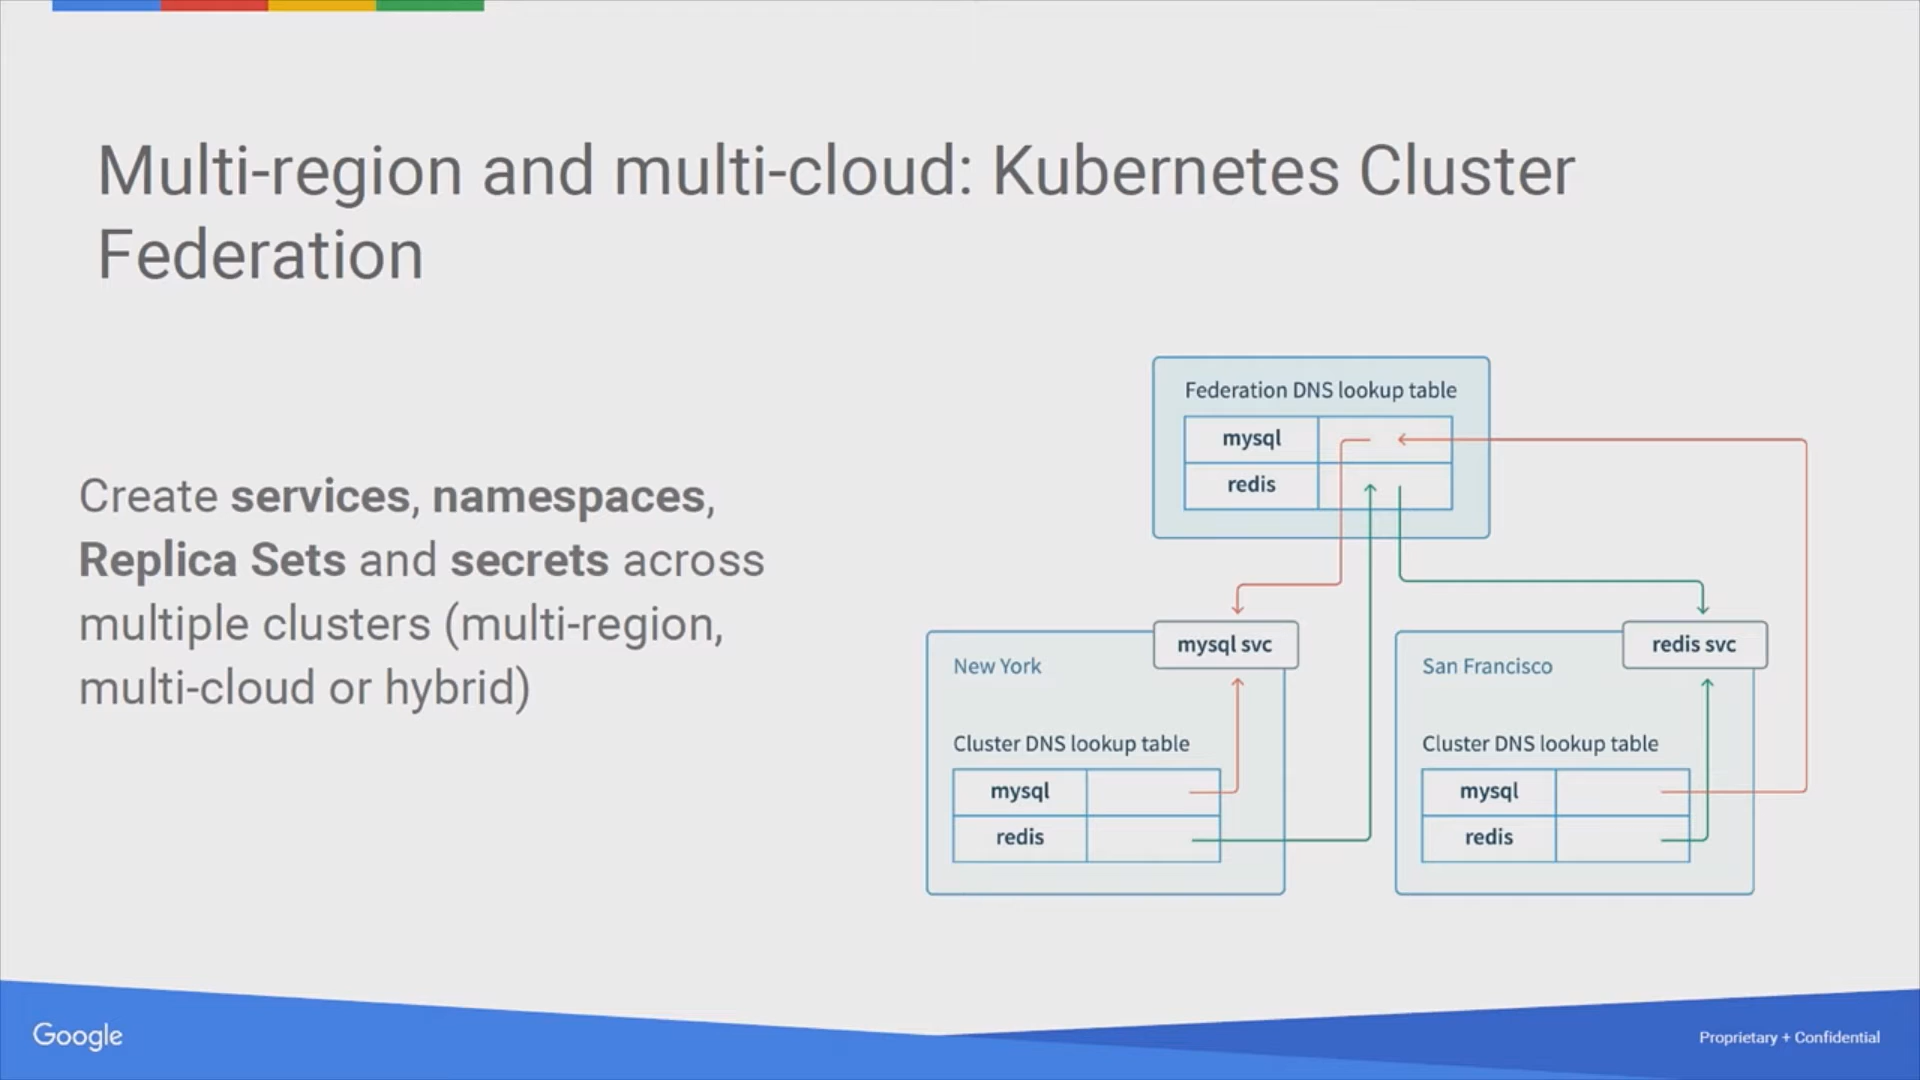 Multi-region and multi-cloud: Kubernetes Cluster
Federation
Create services, namespaces,
Replica Sets and secrets across
multiple clusters (multi-region,
multi-cloud or hybrid)
Federation DNS lookup table
mysql
redis
mysql svc
New York
Cluster DNS lookup table
mysql
redis
redis svc
San Francisco
Cluster DNS lookup table
mysql
redis
Google
Proprietary + Confidential